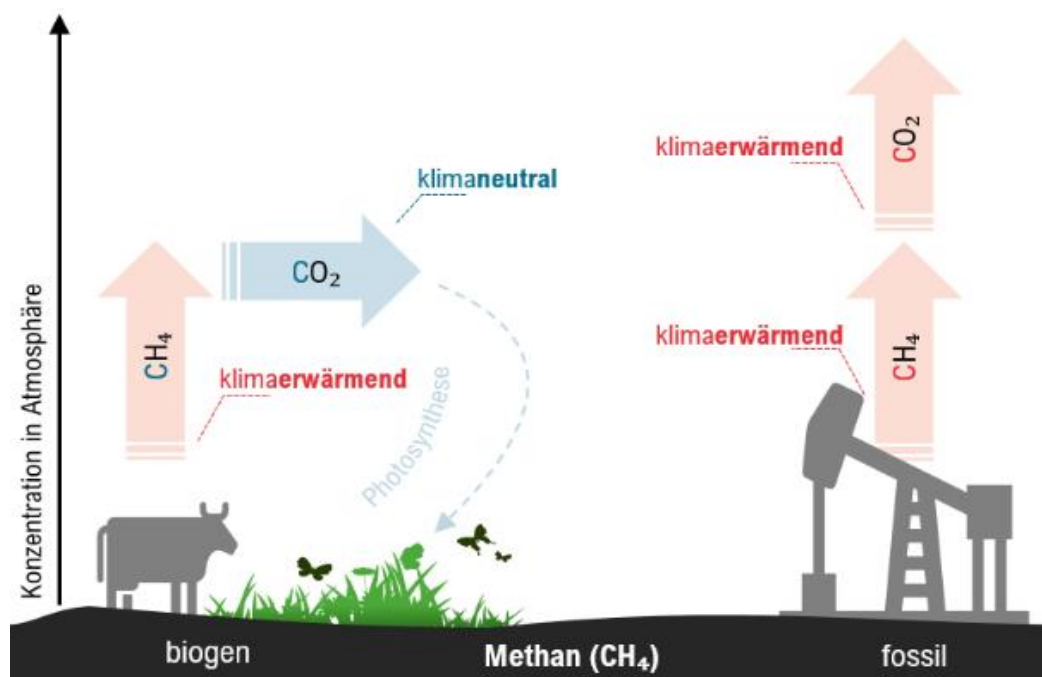 Konzentration in Atmosphäre
CH₄
klimaerwärmend
CO₂
klimaneutral
Photosynthese
klimaerwärmend
CO₂
klimaerwärmend
CH₄
biogen
Methan (CH₄)
fossil